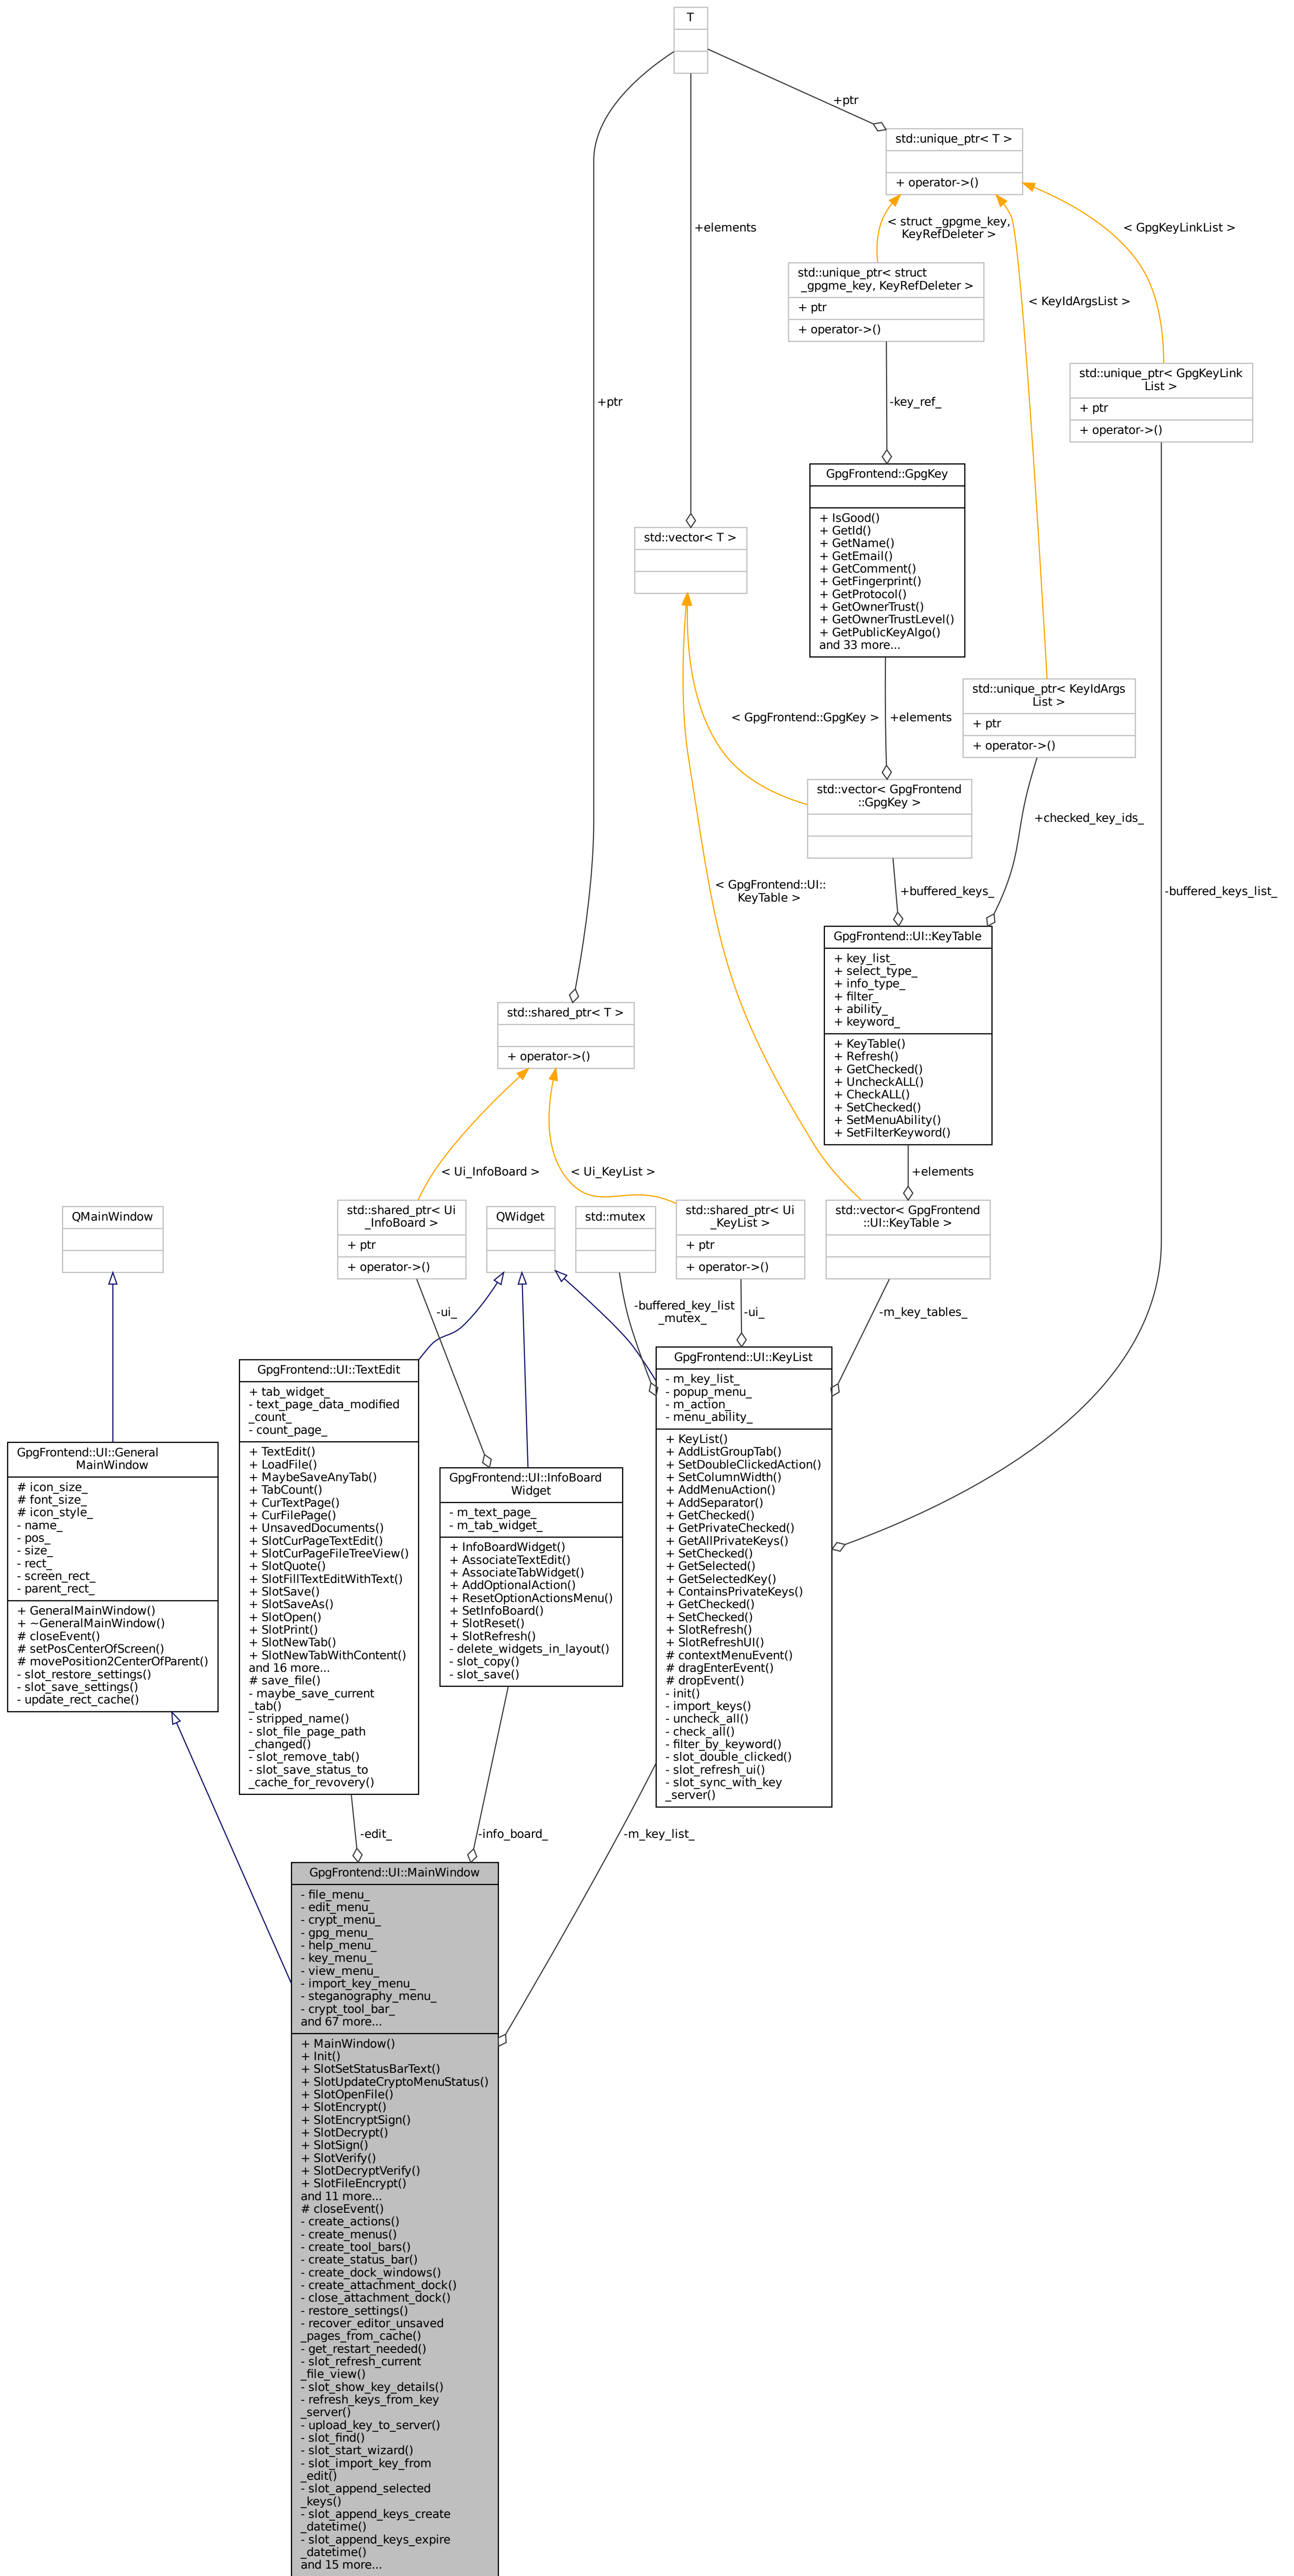 T
+ptr
std::unique_ptr< T >
+ operator->()
+elements
< struct _gpgme_key,
KeyRefDeleter >
< GpgKeyLinkList >
std::unique_ptr< struct
_gpgme_key, KeyRefDeleter >
+ ptr
+ operator->()
< KeyIdArgsList >
std::unique_ptr< GpgKeyLink
List >
+ ptr
+ operator->()
+ptr
-key_ref_
GpgFrontend::GpgKey
+ IsGood()
+ GetId()
+ GetName()
+ GetEmail()
+ GetComment()
+ GetFingerprint()
+ GetProtocol()
+ GetOwnerTrust()
+ GetOwnerTrustLevel()
+ GetPublicKeyAlgo()
and 33 more...
std::vector< T >
std::unique_ptr< KeyIdArgs
List >
+ ptr
+ operator->()
< GpgFrontend::GpgKey >
+elements
std::vector< GpgFrontend
::GpgKey >
+checked_key_ids_
< GpgFrontend::UI::
KeyTable >
+buffered_keys_
-buffered_keys_list_
GpgFrontend::UI::KeyTable
+ key_list_
+ select_type_
+ info_type_
+ filter_
+ ability_
+ keyword_
+ KeyTable()
+ Refresh()
+ GetChecked()
+ UncheckALL()
+ CheckALL()
+ SetChecked()
+ SetMenuAbility()
+ SetFilterKeyword()
std::shared_ptr< T >
+ operator->()
< Ui_InfoBoard >
< Ui_KeyList >
+elements
QMainWindow
std::shared_ptr< Ui
_InfoBoard >
+ ptr
+ operator->()
QWidget
std::mutex
std::shared_ptr< Ui
_KeyList >
+ ptr
+ operator->()
std::vector< GpgFrontend
::UI::KeyTable >
-ui_
-buffered_key_list
_mutex_
-ui_
-m_key_tables_
GpgFrontend::UI::TextEdit
+ tab_widget_
- text_page_data_modified
_count_
- count_page_
+ TextEdit()
+ LoadFile()
+ MaybeSaveAnyTab()
+ TabCount()
+ CurTextPage()
+ CurFilePage()
+ UnsavedDocuments()
+ SlotCurPageTextEdit()
+ SlotCurPageFileTreeView()
+ SlotQuote()
+ SlotFillTextEditWithText()
+ SlotSave()
+ SlotSaveAs()
+ SlotOpen()
+ SlotPrint()
+ SlotNewTab()
+ SlotNewTabWithContent()
and 16 more...
# save_file()
- maybe_save_current
_tab()
- stripped_name()
- slot_file_page_path
_changed()
- slot_remove_tab()
- slot_save_status_to
_cache_for_revovery()
GpgFrontend::UI::KeyList
- m_key_list_
- popup_menu_
- m_action_
- menu_ability_
+ KeyList()
+ AddListGroupTab()
+ SetDoubleClickedAction()
+ SetColumnWidth()
+ AddMenuAction()
+ AddSeparator()
+ GetChecked()
+ GetPrivateChecked()
+ GetAllPrivateKeys()
+ SetChecked()
+ GetSelected()
+ GetSelectedKey()
+ ContainsPrivateKeys()
+ GetChecked()
+ SetChecked()
+ SlotRefresh()
+ SlotRefreshUI()
# contextMenuEvent()
# dragEnterEvent()
# dropEvent()
- init()
- import_keys()
- uncheck_all()
- check_all()
- filter_by_keyword()
- slot_double_clicked()
- slot_refresh_ui()
- slot_sync_with_key
_server()
GpgFrontend::UI::General
MainWindow
# icon_size_
# font_size_
# icon_style_
- name_
- pos_
- size_
- rect_
- screen_rect_
- parent_rect_
+ GeneralMainWindow()
+ ~GeneralMainWindow()
# closeEvent()
# setPosCenterOfScreen()
# movePosition2CenterOfParent()
- slot_restore_settings()
- slot_save_settings()
- update_rect_cache()
GpgFrontend::UI::InfoBoard
Widget
- m_text_page_
- m_tab_widget_
+ InfoBoardWidget()
+ AssociateTextEdit()
+ AssociateTabWidget()
+ AddOptionalAction()
+ ResetOptionActionsMenu()
+ SetInfoBoard()
+ SlotReset()
+ SlotRefresh()
- delete_widgets_in_layout()
- slot_copy()
- slot_save()
-edit_
-info_board_
-m_key_list_
GpgFrontend::UI::MainWindow
- file_menu_
- edit_menu_
- crypt_menu_
- gpg_menu_
- help_menu_
- key_menu_
- view_menu_
- import_key_menu_
- steganography_menu_
- crypt_tool_bar_
and 67 more...
+ MainWindow()
+ Init()
+ SlotSetStatusBarText()
+ SlotUpdateCryptoMenuStatus()
+ SlotOpenFile()
+ SlotEncrypt()
+ SlotEncryptSign()
+ SlotDecrypt()
+ SlotSign()
+ SlotVerify()
+ SlotDecryptVerify()
+ SlotFileEncrypt()
and 11 more...
# closeEvent()
- create_actions()
- create_menus()
- create_tool_bars()
- create_status_bar()
- create_dock_windows()
- create_attachment_dock()
- close_attachment_dock()
- restore_settings()
- recover_editor_unsaved
_pages_from_cache()
- get_restart_needed()
- slot_refresh_current
_file_view()
- slot_show_key_details()
- refresh_keys_from_key
_server()
- upload_key_to_server()
- slot_find()
- slot_start_wizard()
- slot_import_key_from
_edit()
- slot_append_selected
_keys()
- slot_append_keys_create
_datetime()
- slot_append_keys_expire
_datetime()
and 15 more...